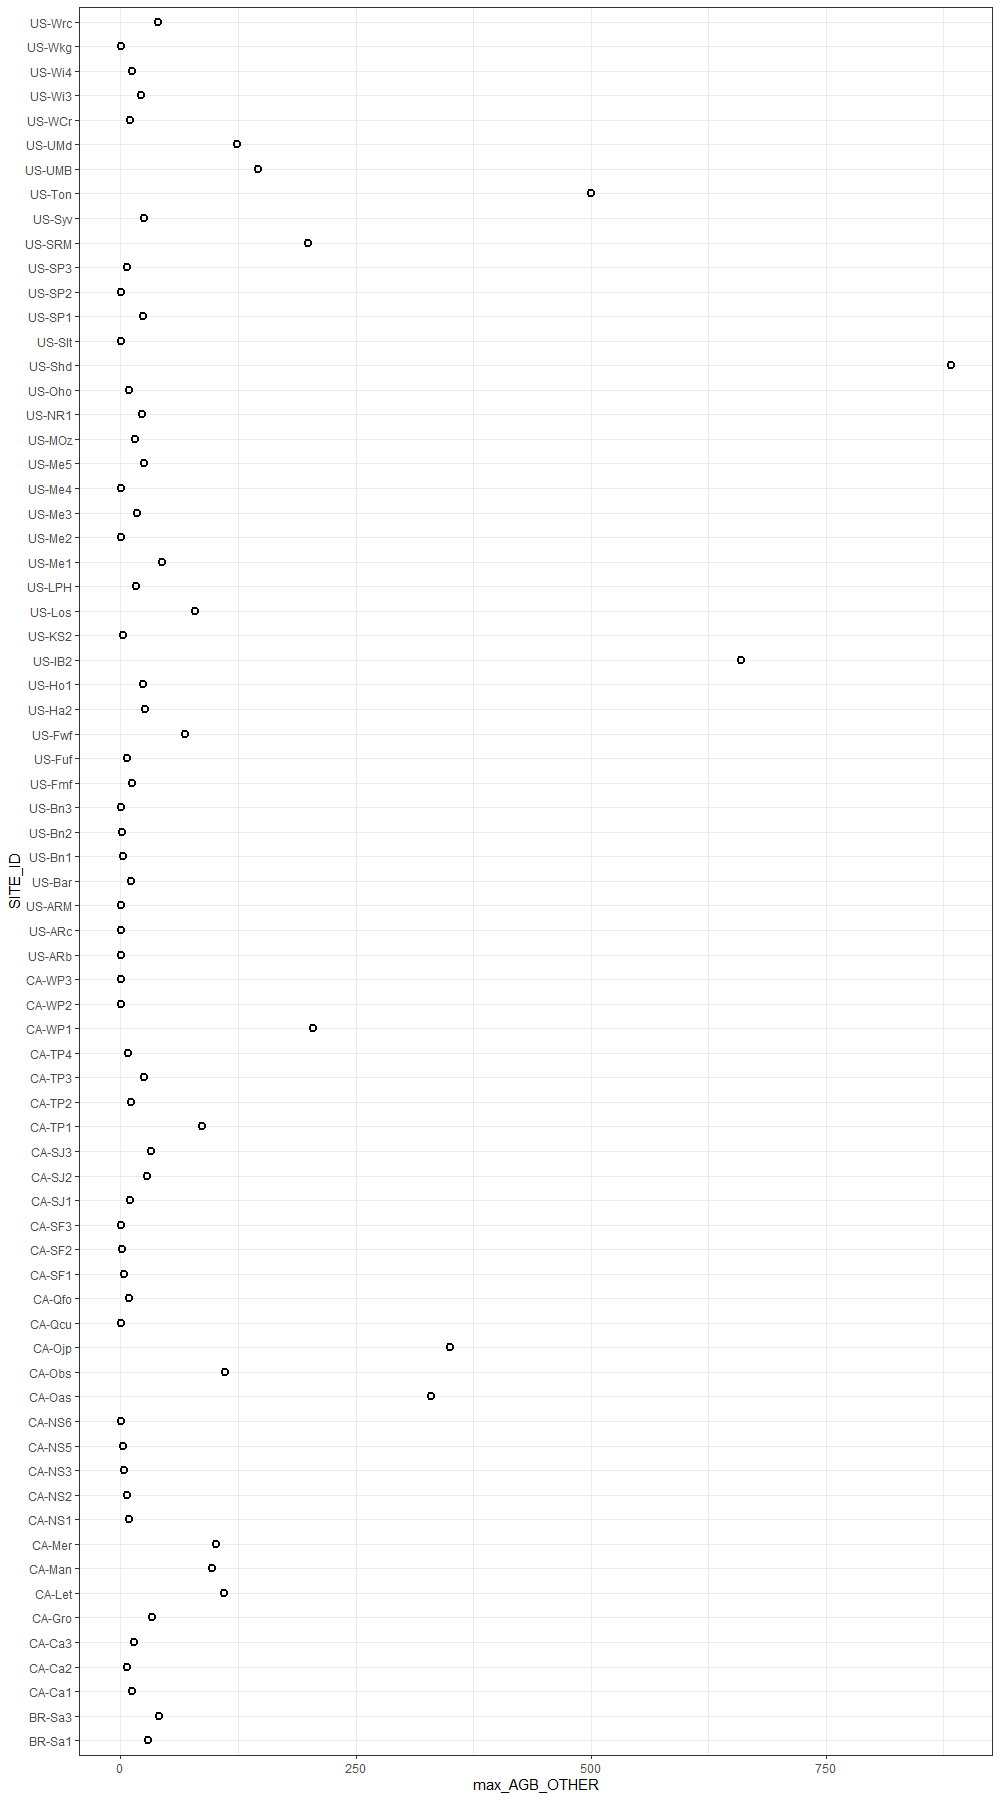 US-Wrc
US-Wkg
US-Wi4
US-Wi3
US-WCr
US-UMd
US-UMB
US-Ton
US-Syv
US-SRM
US-SP3
US-SP2
US-SP1
US-Slt
US-Shd
US-Oho
US-NR1
US-MOz
US-Me5
US-Me4
US-Me3
US-Me2
US-Me1
US-LPH
US-Los
US-KS2
US-IB2
US-Ho1
US-Ha2
US-Fwf
US-Fuf
US-Fmf
US-Bn3
US-Bn2
US-Bn1
US-Bar
US-ARM
US-ARc
US-ARb
CA-WP3
CA-WP2
CA-WP1
CA-TP4
CA-TP3
CA-TP2
CA-TP1
CA-SJ3
CA-SJ2
CA-SJ1
CA-SF3
CA-SF2
CA-SF1
CA-Qfo
CA-Qcu
CA-Ojp
CA-Obs
CA-Oas
CA-NS6
CA-NS5
CA-NS3
CA-NS2
CA-NS1
CA-Mer
CA-Man
CA-Let
CA-Gro
CA-Ca3
CA-Ca2
CA-Ca1
BR-Sa3
BR-Sa1
SITE_ID
0 250 500 750
max_AGB_OTHER